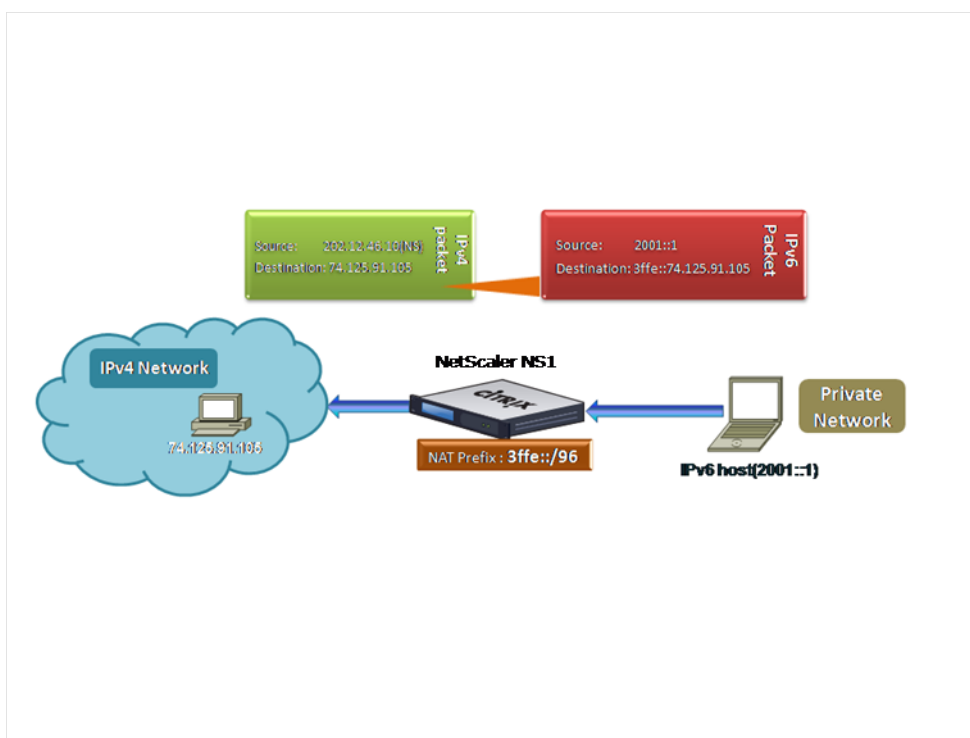 IPv4
packet
Source: 202.12.46.10(NS)
Destination: 74.125.91.105
IPv6
Packet
Source: 2001::1
Destination: 3ffe::74.125.91.105
IPv4 Network
74.125.91.105
NetScaler NS1
CITRIX
NAT Prefix : 3ffe::/96
Private
Network
IPv6 host(2001::1)